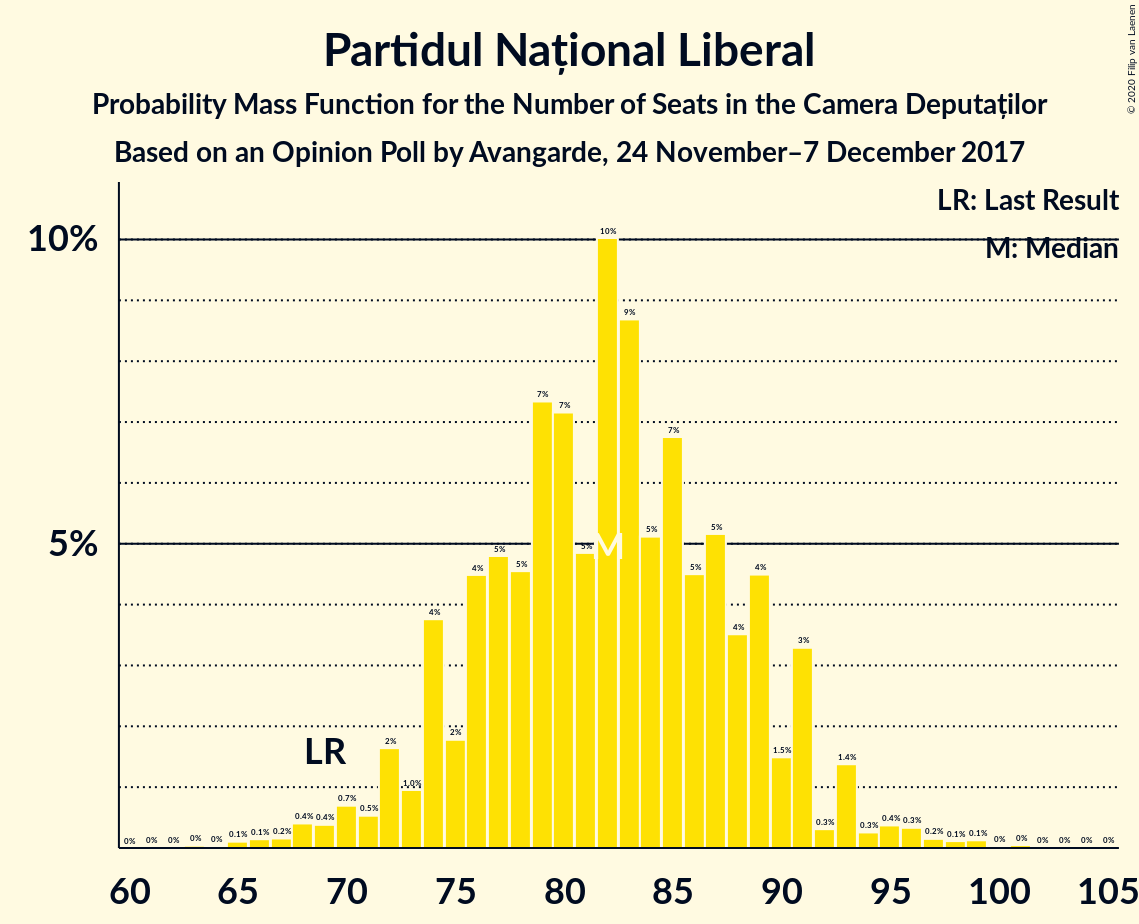 Partidul Național Liberal
Probability Mass Function for the Number of Seats in the Camera Deputaților
Based on an Opinion Poll by Avangarde, 24 November–7 December 2017
© 2020 Filip van Laenen
LR: Last Result
M: Median
10%
5%
LR
M
0% 0% 0% 0% 0% 0.1% 0.1% 0.2% 0.4% 0.4% 0.7% 0.5% 2% 1.0% 4% 2% 4% 5% 5% 7% 7% 5% 10% 9% 5% 7% 5% 5% 4% 4% 1.5% 3% 0.3% 1.4% 0.3% 0.4% 0.3% 0.2% 0.1% 0.1% 0% 0% 0% 0% 0% 0%
60 65 70 75 80 85 90 95 100 105